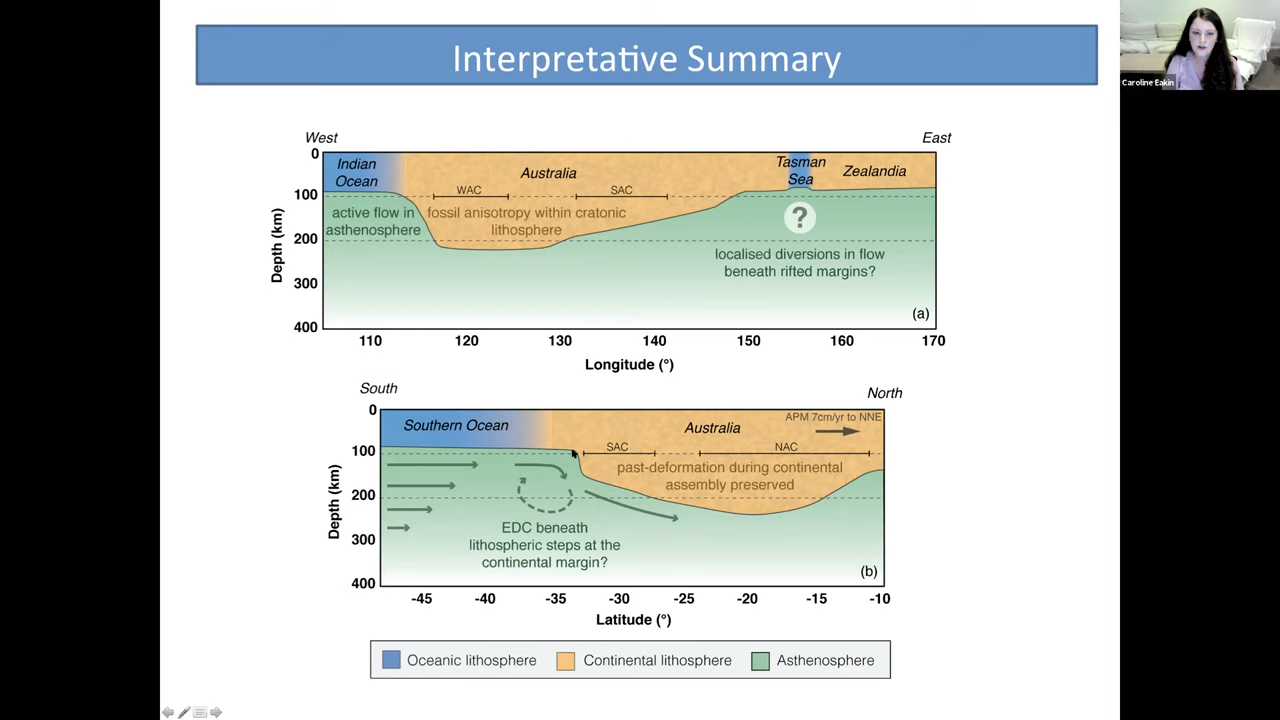 Interpretative Summary
Caroline Eakin
West
East
0
100
200
300
400
Depth (km)
Indian
Ocean
Australia
Tasman
Sea
Zealandia
WAC
SAC
active flow in
asthenosphere
fossil anisotropy within cratonic
lithosphere
?
localised diversions in flow
beneath rifted margins?
(a)
110
120
130
140
150
160
170
Longitude (°)
South
North
0
100
200
300
400
Depth (km)
Southern Ocean
Australia
APM 7cm/yr to NNE
SAC
NAC
past-deformation during continental
assembly preserved
EDC beneath
lithospheric steps at the
continental margin?
(b)
-45
-40
-35
-30
-25
-20
-15
-10
Latitude (°)
Oceanic lithosphere
Continental lithosphere
Asthenosphere